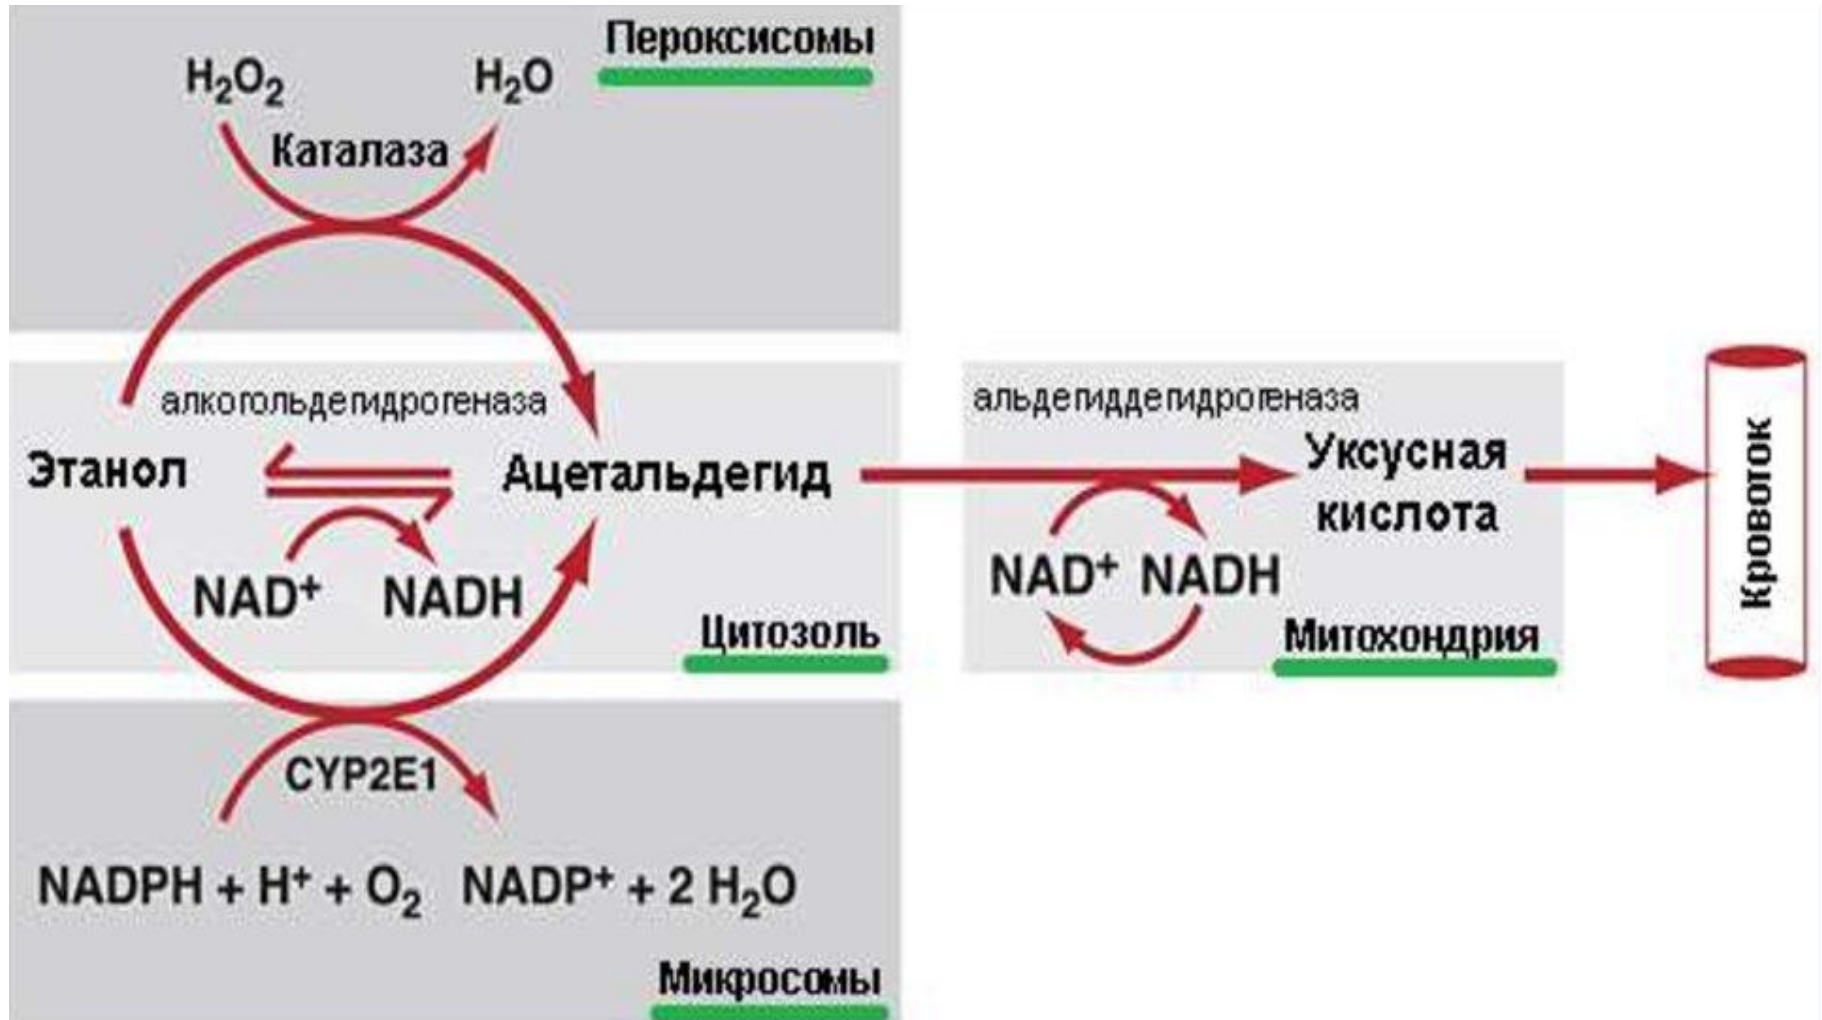 Пероксисомы
H₂O₂ H₂O
Каталаза
алкогольдегидрогеназа
Этанол Ацетальдегид
NAD⁺ NADH
Цитозоль
альдегиддегидрогеназа
Уксусная
кислота
NAD⁺ NADH
Митохондрия
Кровоток
CYP2E1
NADPH + H⁺ + O₂ NADP⁺ + 2 H₂O
Микросомы